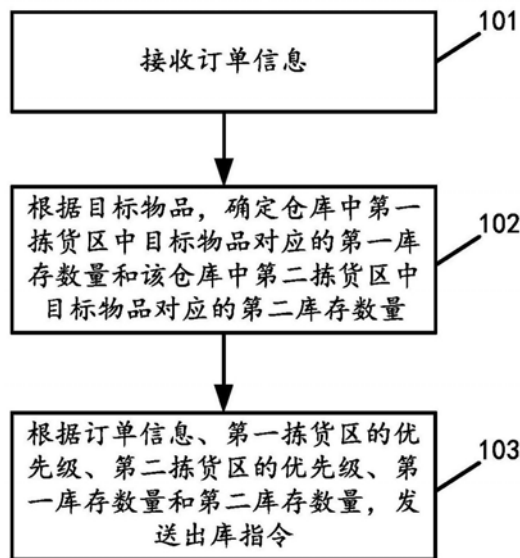 接收订单信息
101
根据目标物品，确定仓库中第一
拣货区中目标物品对应的第一库
存数量和该仓库中第二拣货区中
目标物品对应的第二库存数量
102
根据订单信息、第一拣货区的优
先级、第二拣货区的优先级、第
一库存数量和第二库存数量，发
送出库指令
103